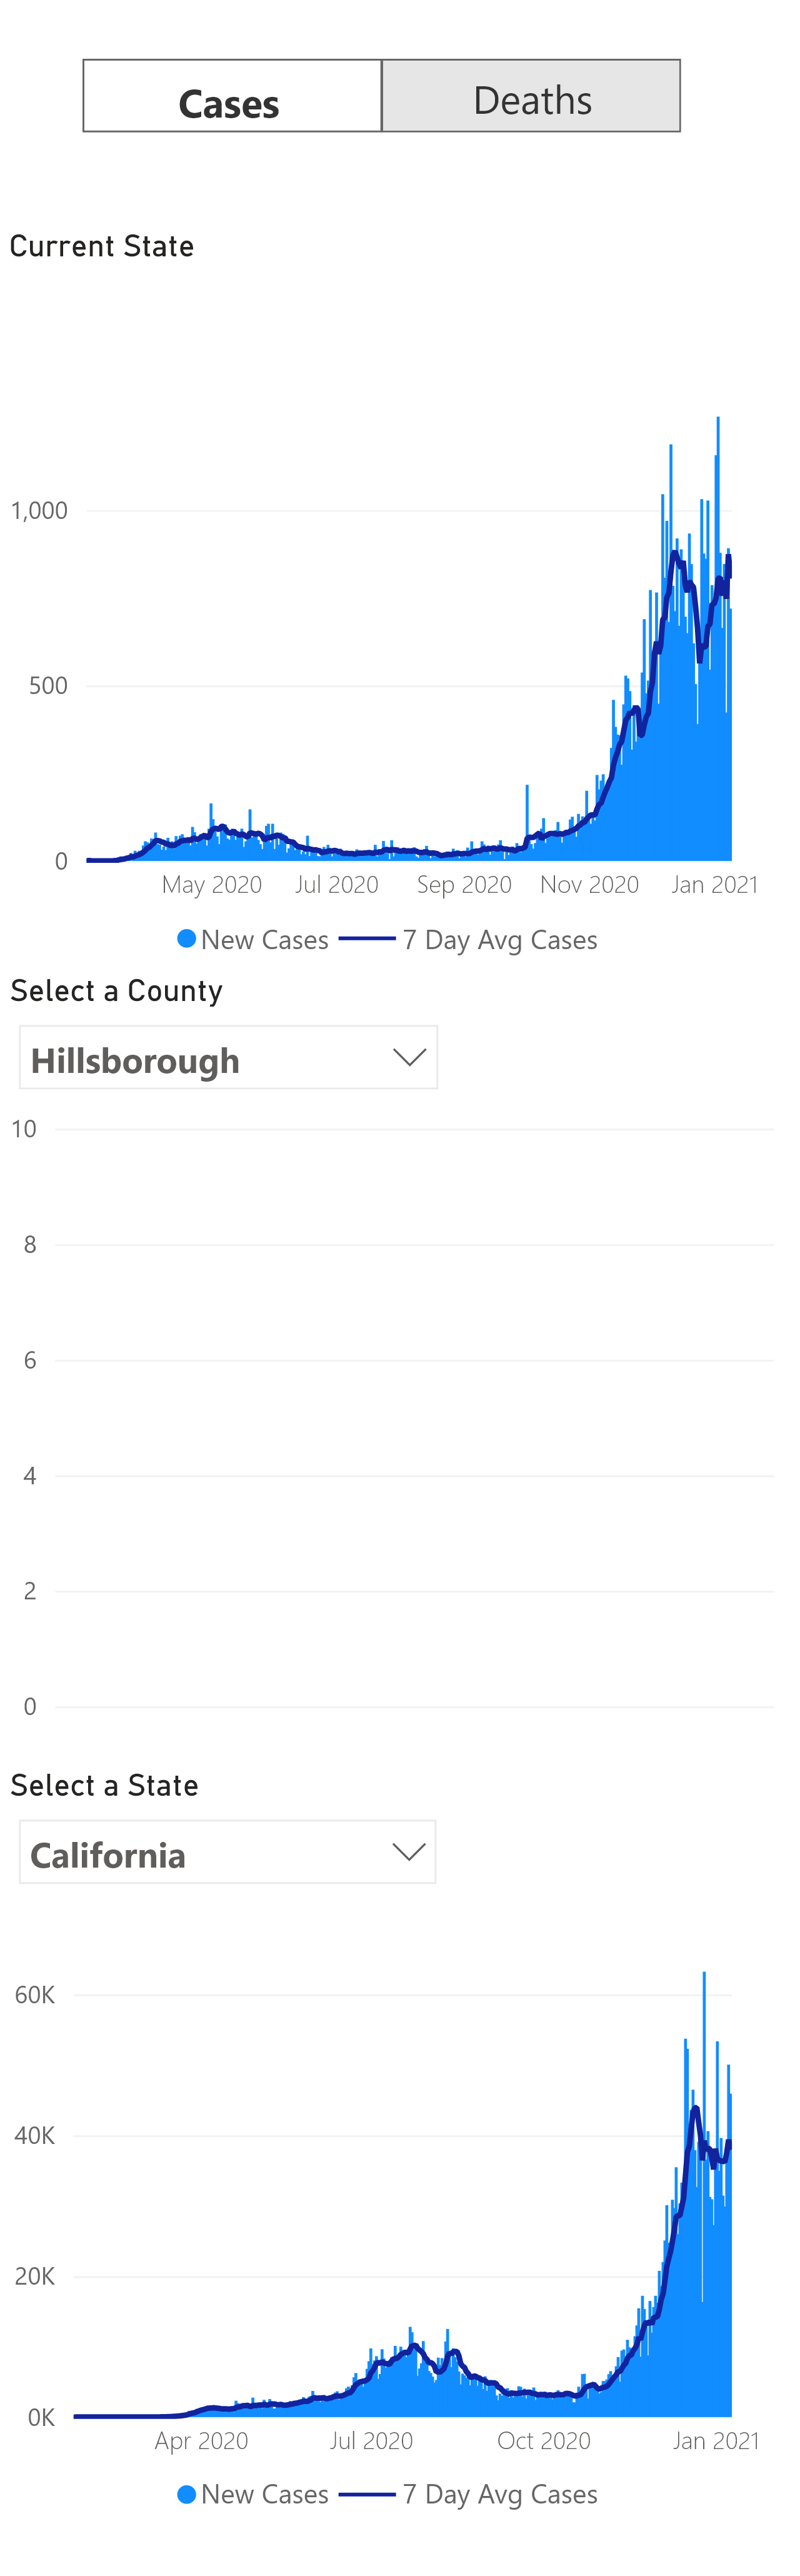 Cases Deaths
Current State
1,000
500
0
May 2020 Jul 2020 Sep 2020 Nov 2020 Jan 2021
New Cases 7 Day Avg Cases
Select a County
Hillsborough
10
8
6
4
2
0
Select a State
California
60K
40K
20K
0K
Apr 2020 Jul 2020 Oct 2020 Jan 2021
New Cases 7 Day Avg Cases